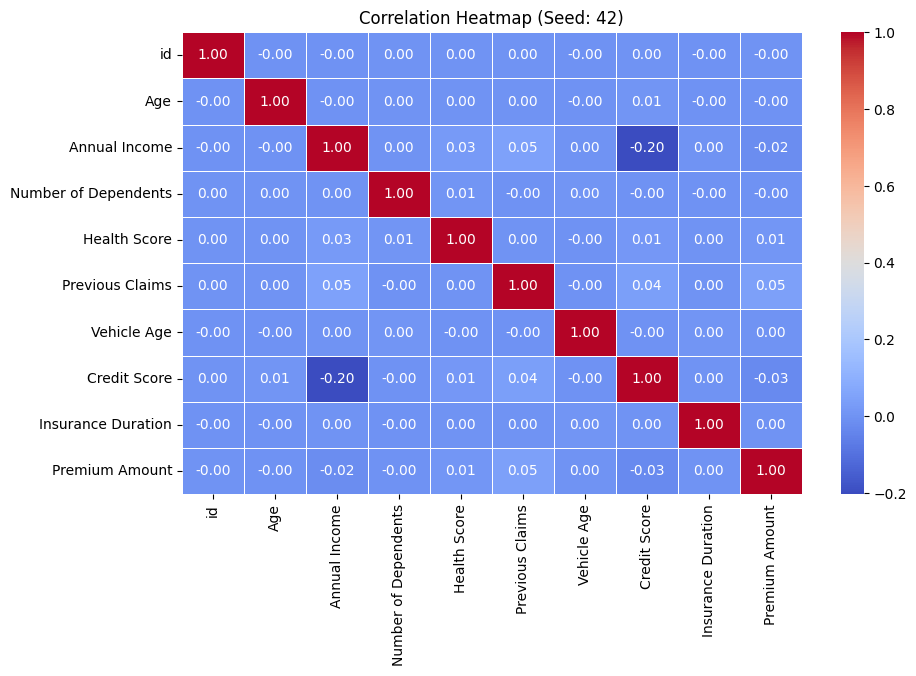 Correlation Heatmap (Seed: 42)
id 1.00 -0.00 -0.00 0.00 0.00 0.00 -0.00 0.00 -0.00 -0.00
Age -0.00 1.00 -0.00 0.00 0.00 0.00 -0.00 0.01 -0.00 -0.00
Annual Income -0.00 -0.00 1.00 0.00 0.03 0.05 0.00 -0.20 0.00 -0.02
Number of Dependents 0.00 0.00 0.00 1.00 0.01 -0.00 0.00 -0.00 -0.00 -0.00
Health Score 0.00 0.00 0.03 0.01 1.00 0.00 -0.00 0.01 0.00 0.01
Previous Claims 0.00 0.00 0.05 -0.00 0.00 1.00 -0.00 0.04 0.00 0.05
Vehicle Age -0.00 -0.00 0.00 0.00 -0.00 -0.00 1.00 -0.00 0.00 0.00
Credit Score 0.00 0.01 -0.20 -0.00 0.01 0.04 -0.00 1.00 0.00 -0.03
Insurance Duration -0.00 -0.00 0.00 -0.00 0.00 0.00 0.00 0.00 1.00 0.00
Premium Amount -0.00 -0.00 -0.02 -0.00 0.01 0.05 0.00 -0.03 0.00 1.00
id
Age
Annual Income
Number of Dependents
Health Score
Previous Claims
Vehicle Age
Credit Score
Insurance Duration
Premium Amount
1.0
0.8
0.6
0.4
0.2
0.0
−0.2